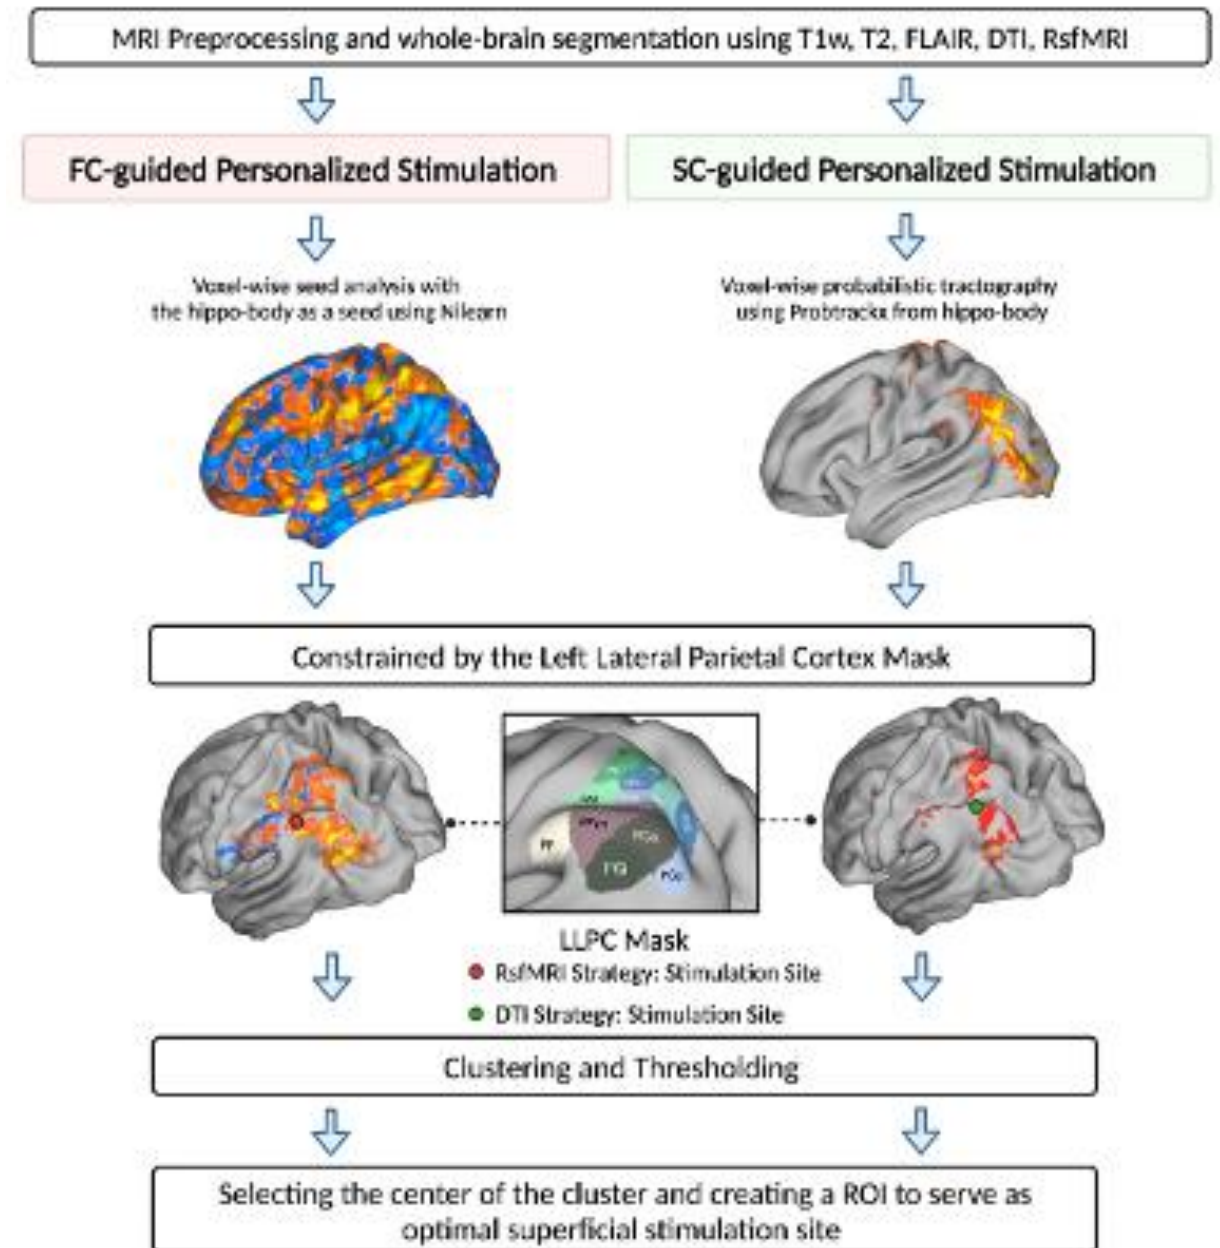 MRI Preprocessing and whole-brain segmentation using T1w, T2, FLAIR, DTI, RsfMRI
FC-guided Personalized Stimulation
SC-guided Personalized Stimulation
Voxel-wise seed analysis with
the hippo-body as a seed using Nilearn
Voxel-wise probabilistic tractography
using Probtrackx from hippo-body
Constrained by the Left Lateral Parietal Cortex Mask
PF
LLPC Mask
RsfMRI Strategy: Stimulation Site
DTI Strategy: Stimulation Site
Clustering and Thresholding
Selecting the center of the cluster and creating a ROI to serve as
optimal superficial stimulation site